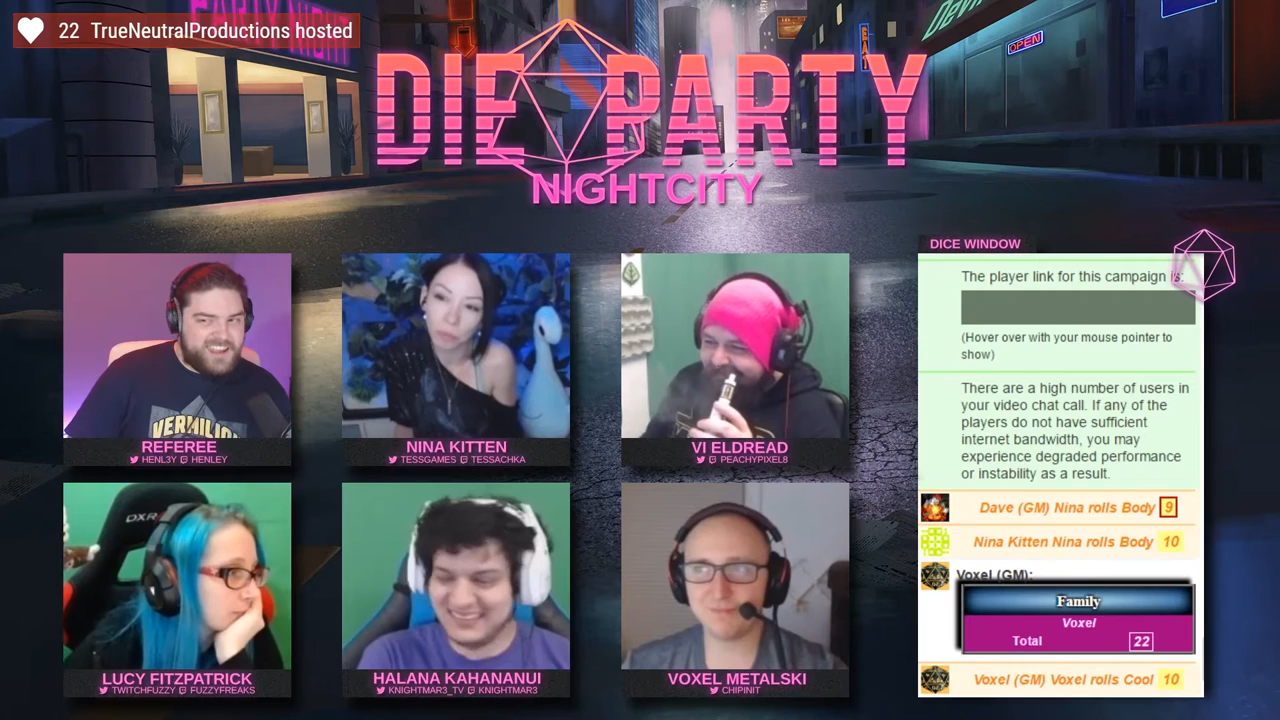 22 TrueNeutralProductions hosted
PARTY NIGHT
OPEN
DIE PARTY
NIGHTCITY
DICE WINDOW
The player link for this campaign is:
(Hover over with your mouse pointer to
show)
There are a high number of users in
your video chat call. If any of the
players do not have sufficient
internet bandwidth, you may
experience degraded performance
or instability as a result.
Dave (GM) Nina rolls Body 9
Nina Kitten Nina rolls Body 10
Voxel (GM):
Family
Voxel
Total 22
Voxel (GM) Voxel rolls Cool 10
VERMILION
REFEREE
HENL3Y HENLEY
NINA KITTEN
TESSGAMES TESSACHKA
VI ELDREAD
PEACHYPIXEL8
DXR
LUCY FITZPATRICK
TWITCHFUZZY FUZZYFREAKS
HALANA KAHANANUI
KNIGHTMAR3_TV KNIGHTMAR3
VOXEL METALSKI
CHIPINIT